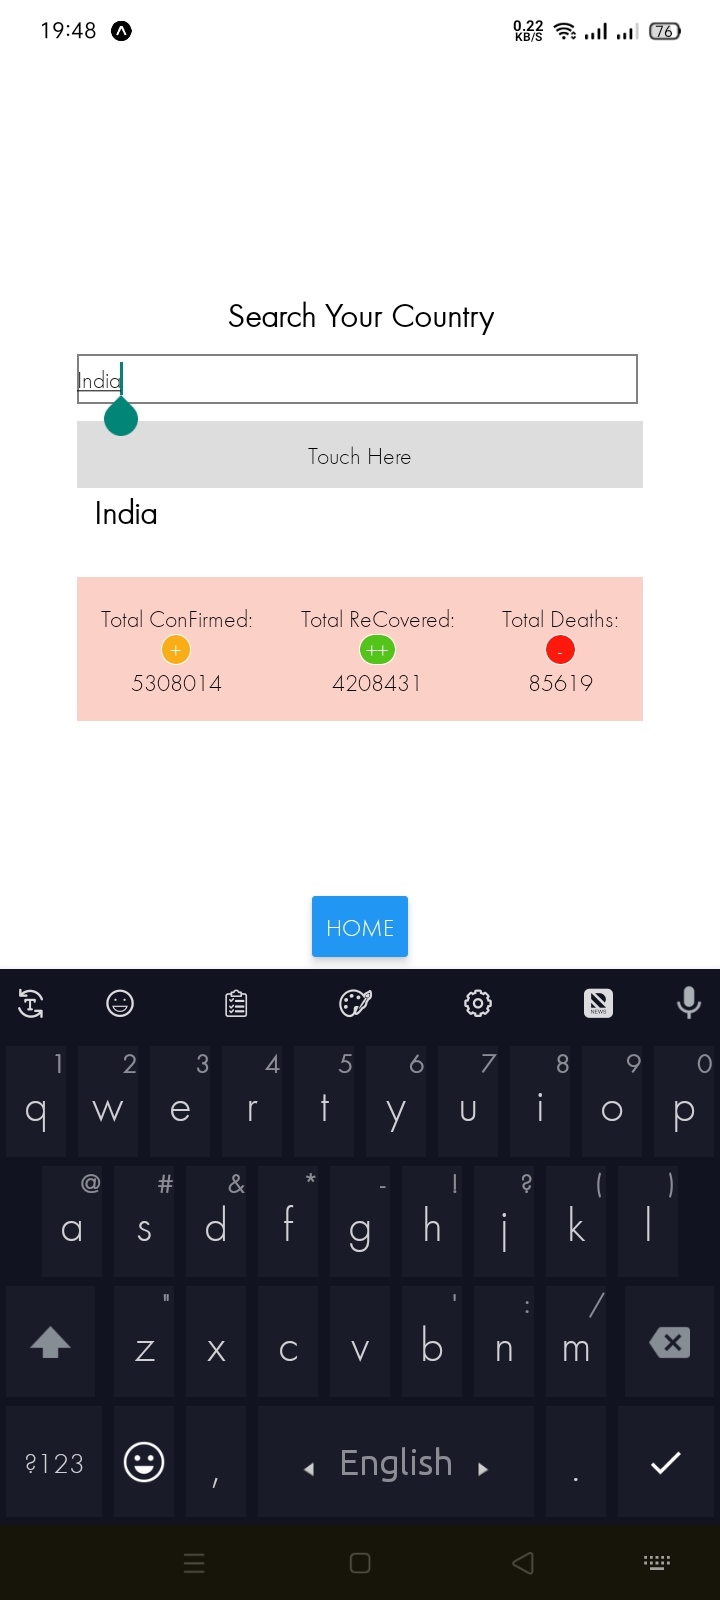 19:48 0.22 KB/S 76
Search Your Country
India
Touch Here
India
Total ConFirmed: Total ReCovered: Total Deaths:
+ ++ -
5308014 4208431 85619
HOME
NEWS
1 2 3 4 5 6 7 8 9 0
q w e r t y u i o p
@ # & * - ! ? ( )
a s d f g h j k l
" ' : /
z x c v b n m
?123 , English .